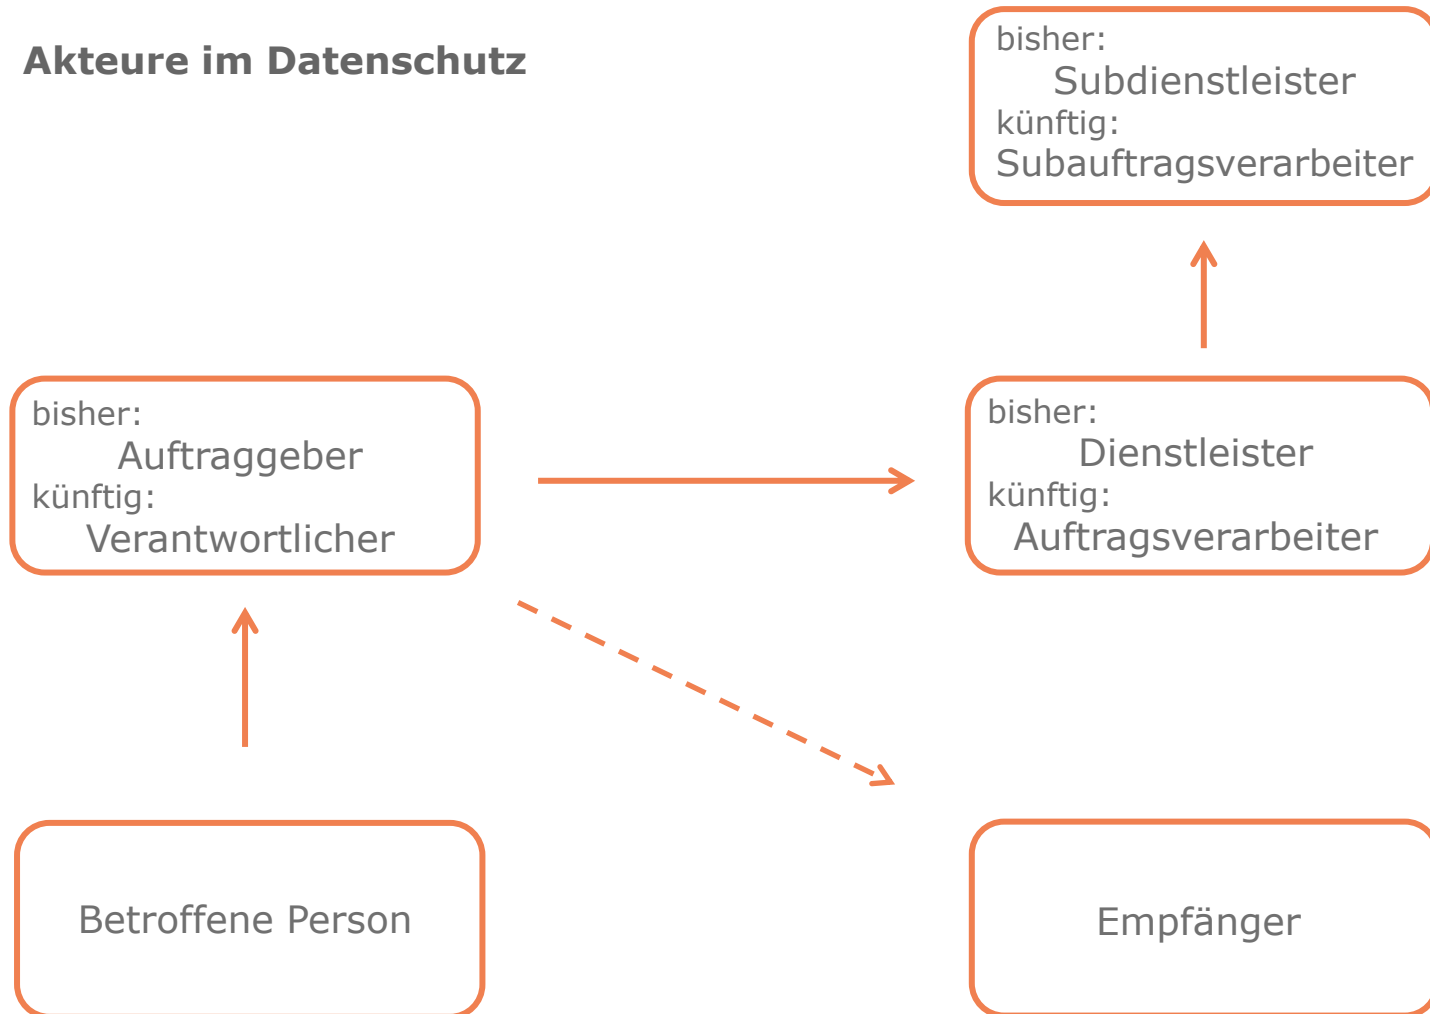 Akteure im Datenschutz
bisher:
Subdienstleister
künftig:
Subauftragsverarbeiter
bisher:
Auftraggeber
künftig:
Verantwortlicher
bisher:
Dienstleister
künftig:
Auftragsverarbeiter
Betroffene Person
Empfänger